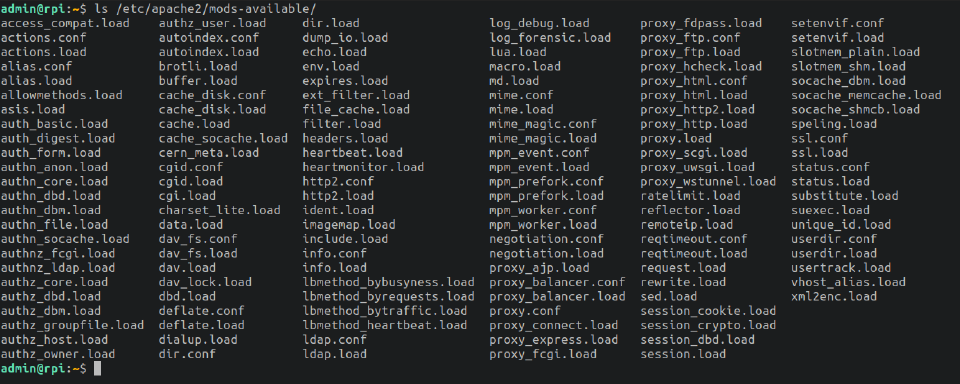 admin@rpi:~$ ls /etc/apache2/mods-available/
access_compat.load authz_user.load dir.load log_debug.load proxy_fdpass.load setenvif.conf
actions.conf autoindex.conf dump_io.load log_forensic.load proxy_ftp.conf setenvif.load
actions.load autoindex.load echo.load lua.load proxy_ftp.load slotmem_plain.load
alias.conf brotli.load env.load macro.load proxy_hcheck.load slotmem_shm.load
alias.load buffer.load expires.load md.load proxy_html.conf socache_dbm.load
allowmethods.load cache_disk.conf ext_filter.load mime.conf proxy_html.load socache_memcache.load
asis.load cache_disk.load file_cache.load mime.load proxy_http2.load socache_shmcb.load
auth_basic.load cache.load filter.load mime_magic.conf proxy_http.load speling.load
auth_digest.load cache_socache.load headers.load mime_magic.load proxy.load ssl.conf
auth_form.load cern_meta.load heartbeat.load mpm_event.conf proxy_scgi.load ssl.load
authn_anon.load cgid.conf heartmonitor.load mpm_event.load proxy_uwsgi.load status.conf
authn_core.load cgid.load http2.conf mpm_prefork.conf proxy_wstunnel.load status.load
authn_dbd.load cgi.load http2.load mpm_prefork.load ratelimit.load substitute.load
authn_dbm.load charset_lite.load ident.load mpm_worker.conf reflector.load suexec.load
authn_file.load data.load imagemap.load mpm_worker.load remoteip.load unique_id.load
authn_socache.load dav_fs.conf include.load negotiation.conf reqtimeout.conf userdir.conf
authnz_fcgi.load dav_fs.load info.conf negotiation.load reqtimeout.load userdir.load
authnz_ldap.load dav.load info.load proxy_ajp.load request.load usertrack.load
authz_core.load dav_lock.load lbmethod_bybusyness.load proxy_balancer.conf rewrite.load vhost_alias.load
authz_dbd.load dbd.load lbmethod_byrequests.load proxy_balancer.load sed.load xml2enc.load
authz_dbm.load deflate.conf lbmethod_bytraffic.load proxy.conf session_cookie.load
authz_groupfile.load deflate.load lbmethod_heartbeat.load proxy_connect.load session_crypto.load
authz_host.load dialup.load ldap.conf proxy_express.load session_dbd.load
authz_owner.load dir.conf ldap.load proxy_fcgi.load session.load
admin@rpi:~$